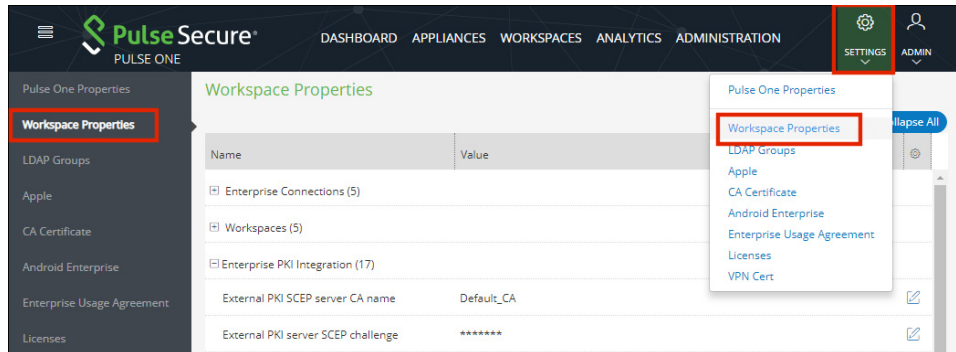 Pulse Secure®
PULSE ONE
DASHBOARD APPLIANCES WORKSPACES ANALYTICS ADMINISTRATION
SETTINGS
ADMIN
Pulse One Properties
Workspace Properties
LDAP Groups
Apple
CA Certificate
Android Enterprise
Enterprise Usage Agreement
Licenses
Workspace Properties
llapse All
Name Value
Enterprise Connections (5)
Workspaces (5)
Enterprise PKI Integration (17)
External PKI SCEP server CA name Default_CA
External PKI server SCEP challenge *******
Pulse One Properties
Workspace Properties
LDAP Groups
Apple
CA Certificate
Android Enterprise
Enterprise Usage Agreement
Licenses
VPN Cert